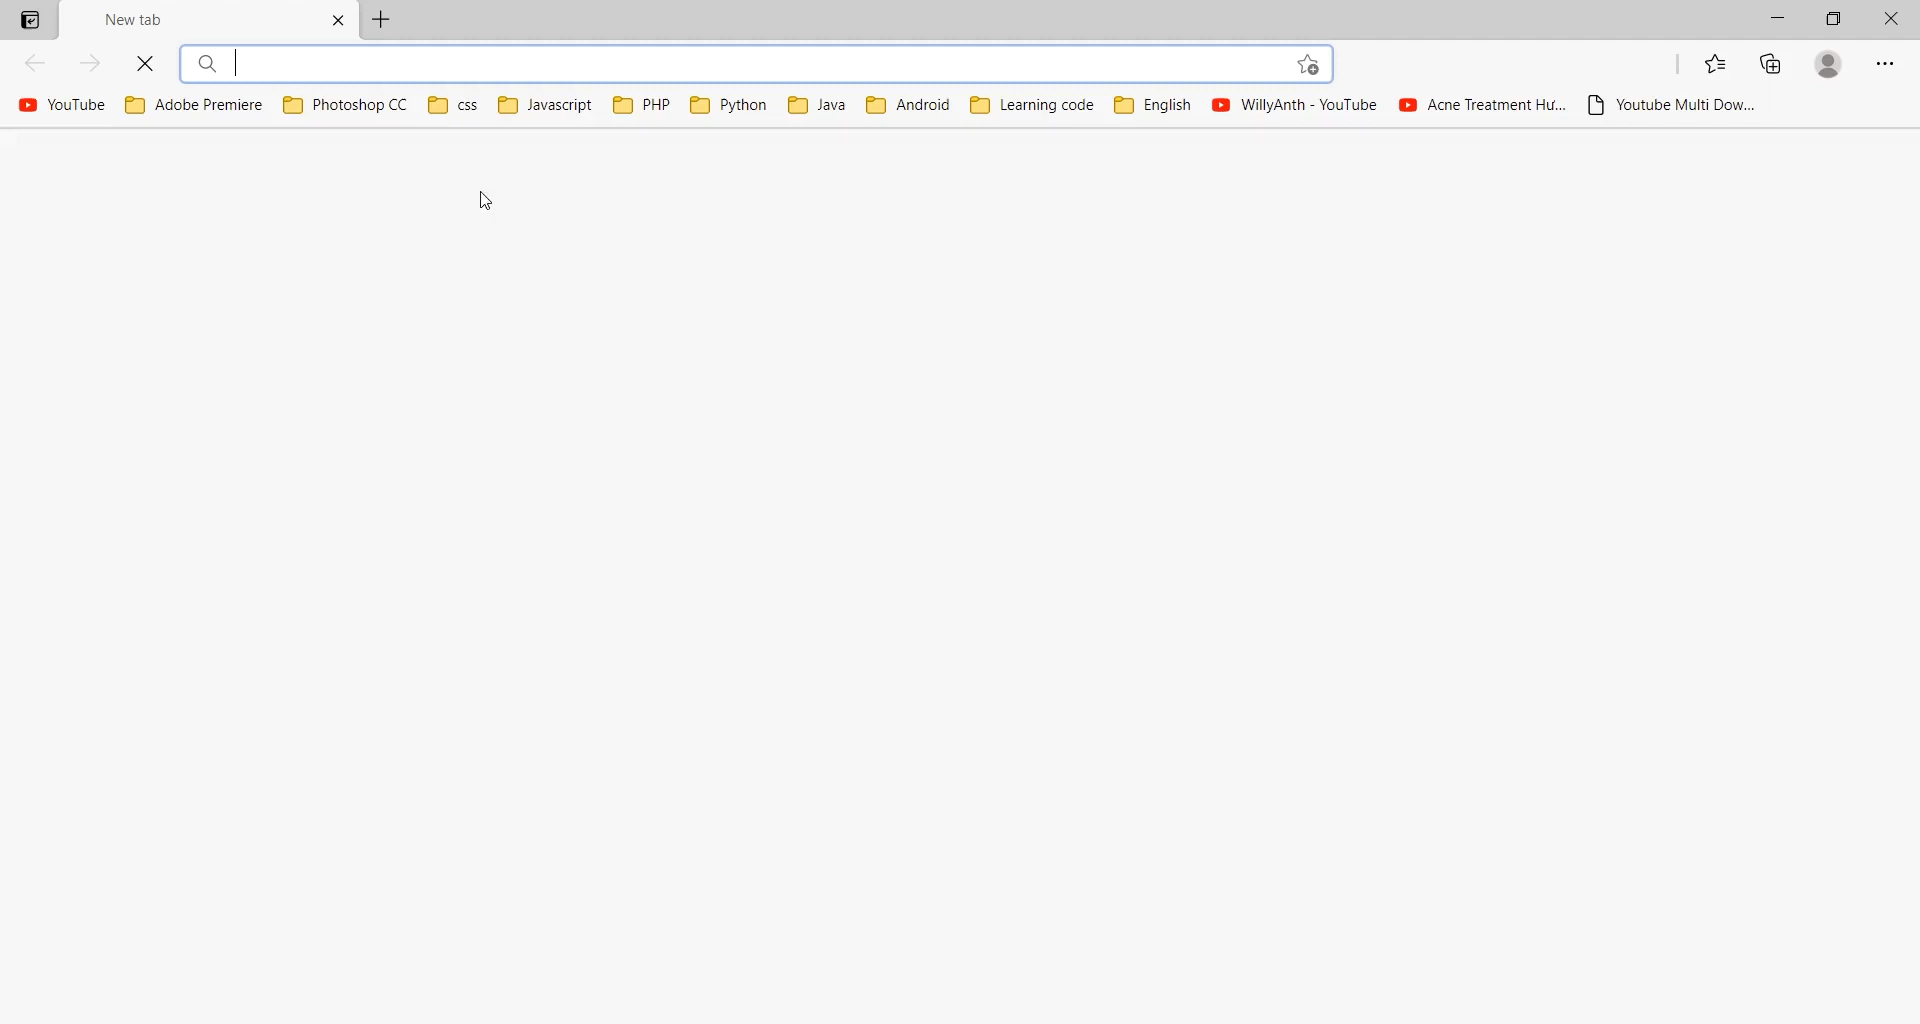 New tab
YouTube Adobe Premiere Photoshop CC css Javascript PHP Python Java Android Learning code English WillyAnth - YouTube Acne Treatment Hu... Youtube Multi Dow...